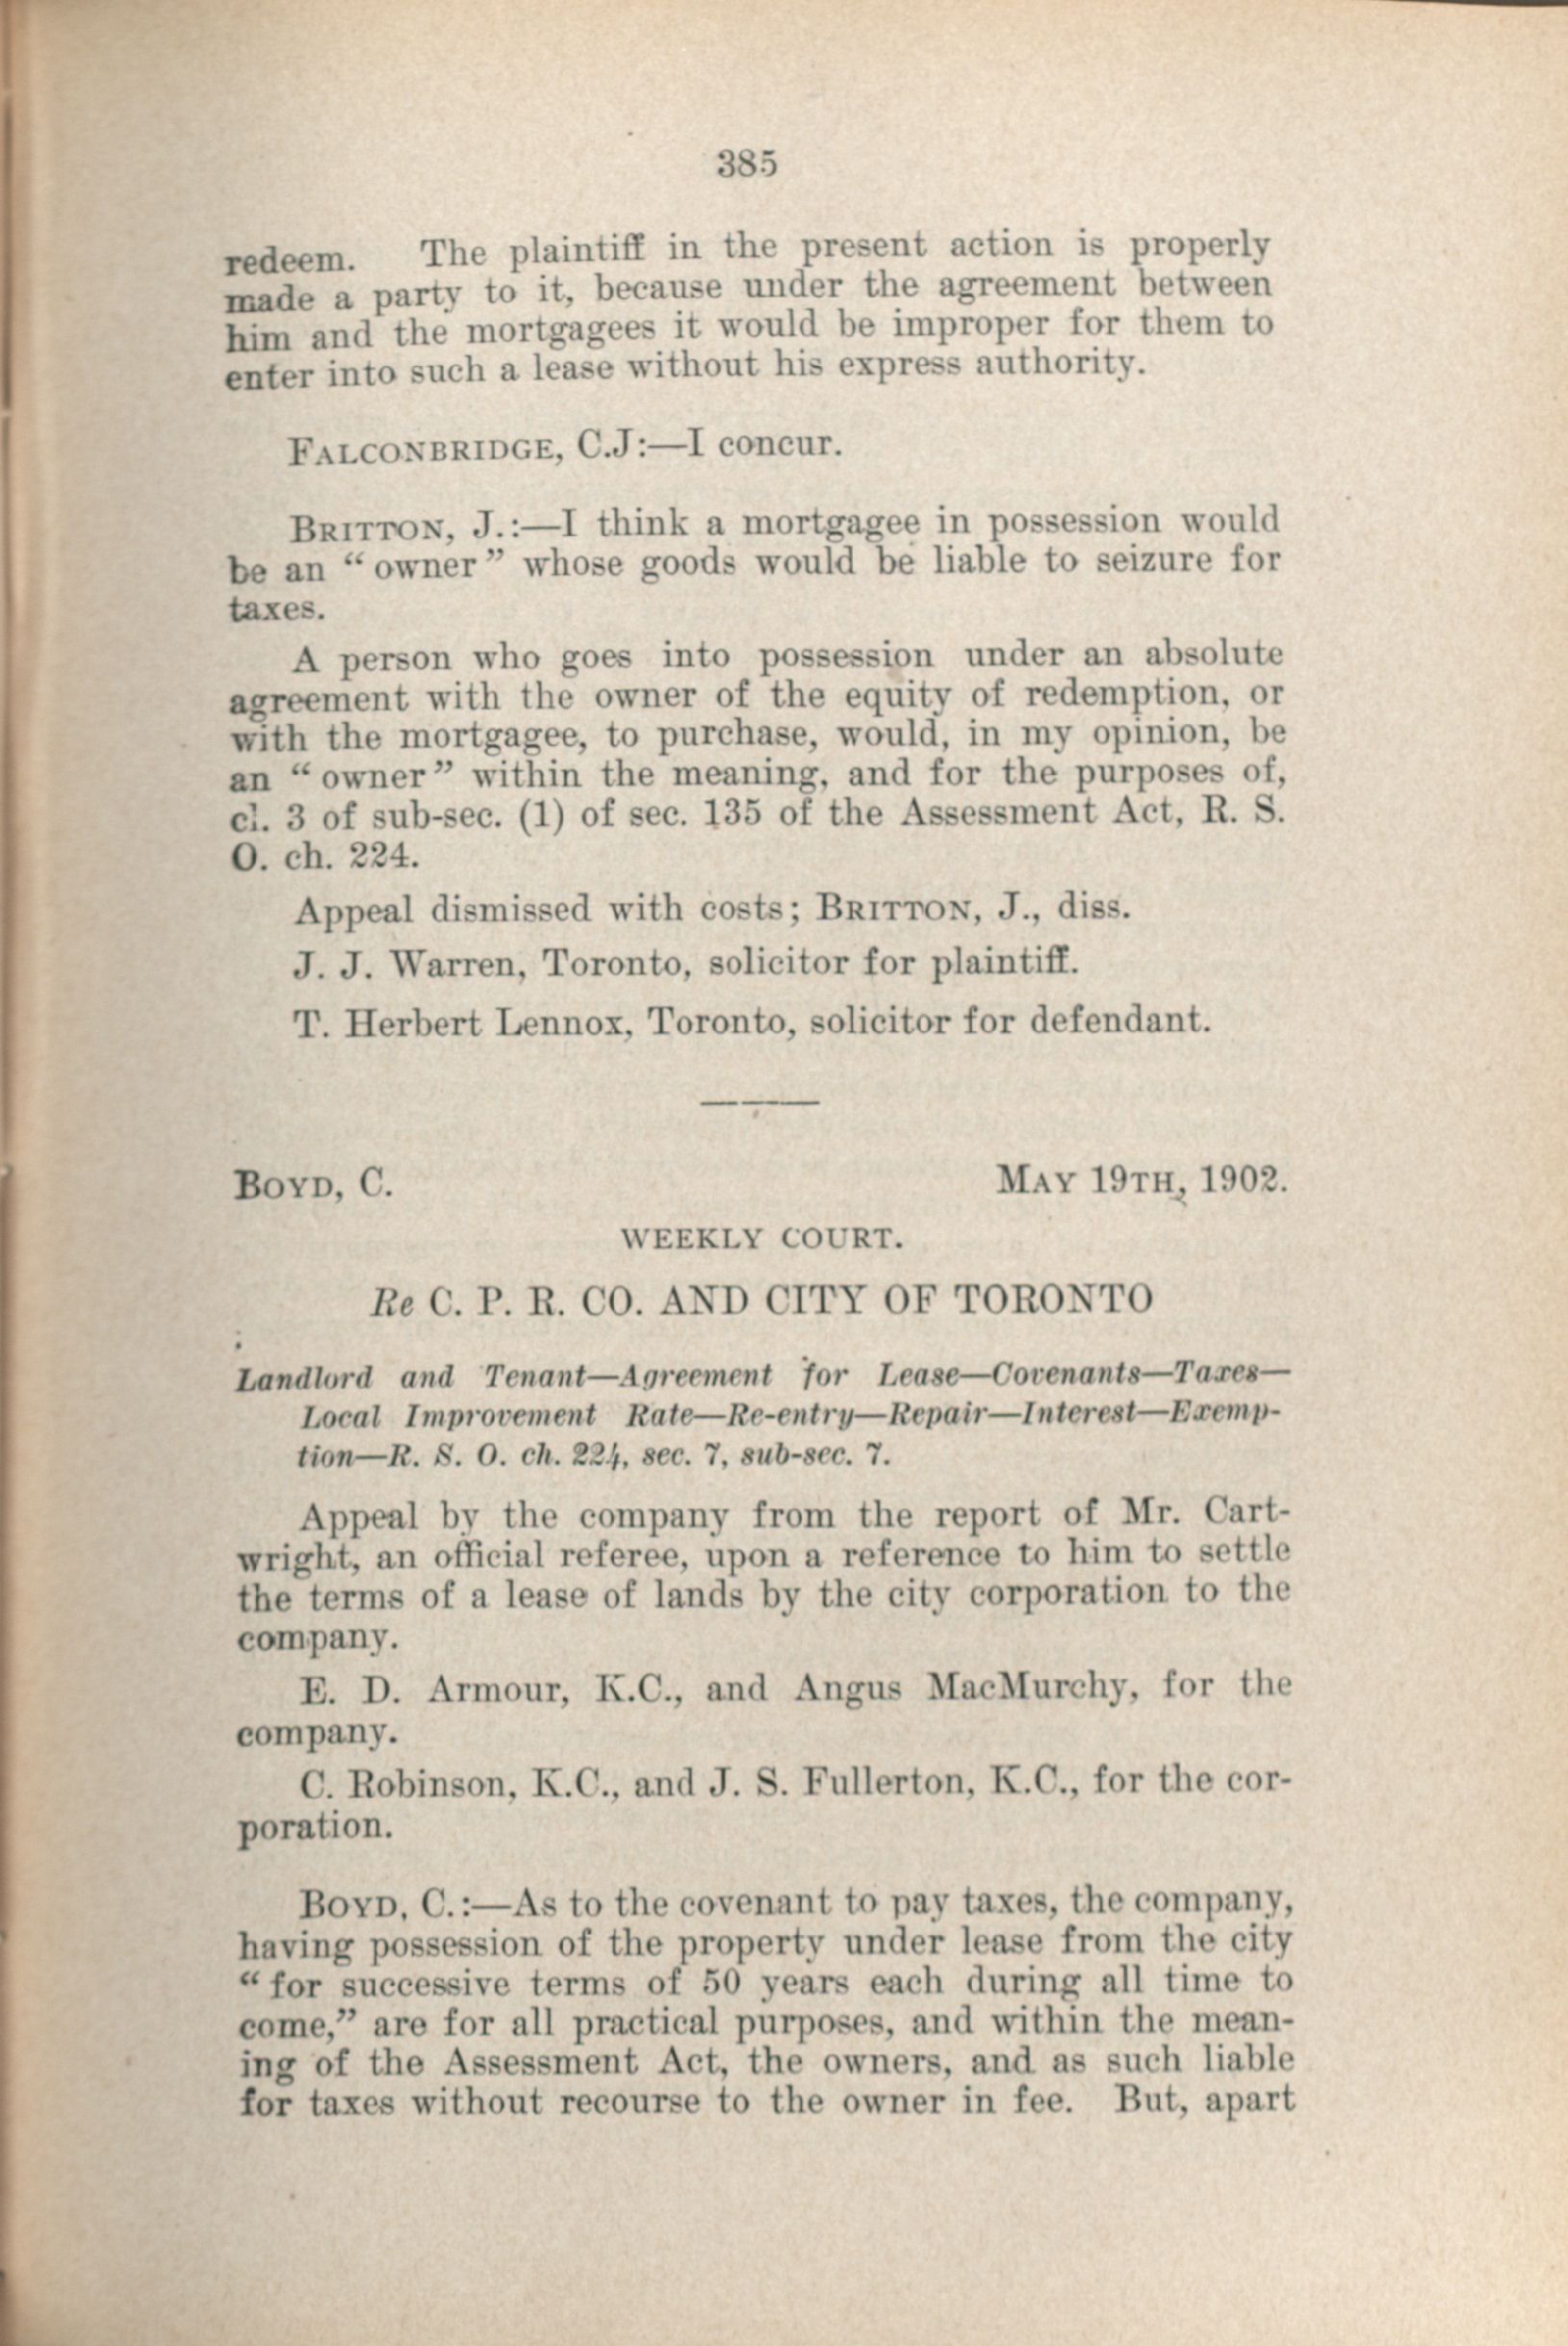 385
redeem. The plaintiff in the present action is properly
made a party to it, because under the agreement between
him and the mortgagees it would be improper for them to
enter into such a lease without his express authority.
FALCONBRIDGE, C.J:—I concur.
BRITTON, J.:—I think a mortgagee in possession would
be an “owner” whose goods would be liable to seizure for
taxes.
A person who goes into possession under an absolute
agreement with the owner of the equity of redemption, or
with the mortgagee, to purchase, would, in my opinion, be
an “owner” within the meaning, and for the purposes of,
cl. 3 of sub-sec. (1) of sec. 135 of the Assessment Act, R. S.
O. ch. 224.
Appeal dismissed with costs; BRITTON, J., diss.
J. J. Warren, Toronto, solicitor for plaintiff.
T. Herbert Lennox, Toronto, solicitor for defendant.
BOYD, C. MAY 19TH, 1902.
WEEKLY COURT.
Re C. P. R. CO. AND CITY OF TORONTO
Landlord and Tenant—Agreement for Lease—Covenants—Taxes—
Local Improvement Rate—Re-entry—Repair—Interest—Exemp-
tion—R. S. O. ch. 224, sec. 7, sub-sec. 7.
Appeal by the company from the report of Mr. Cart-
wright, an official referee, upon a reference to him to settle
the terms of a lease of lands by the city corporation to the
company.
E. D. Armour, K.C., and Angus MacMurchy, for the
company.
C. Robinson, K.C., and J. S. Fullerton, K.C., for the cor-
poration.
BOYD, C.:—As to the covenant to pay taxes, the company,
having possession of the property under lease from the city
“for successive terms of 50 years each during all time to
come,” are for all practical purposes, and within the mean-
ing of the Assessment Act, the owners, and as such liable
for taxes without recourse to the owner in fee. But, apart